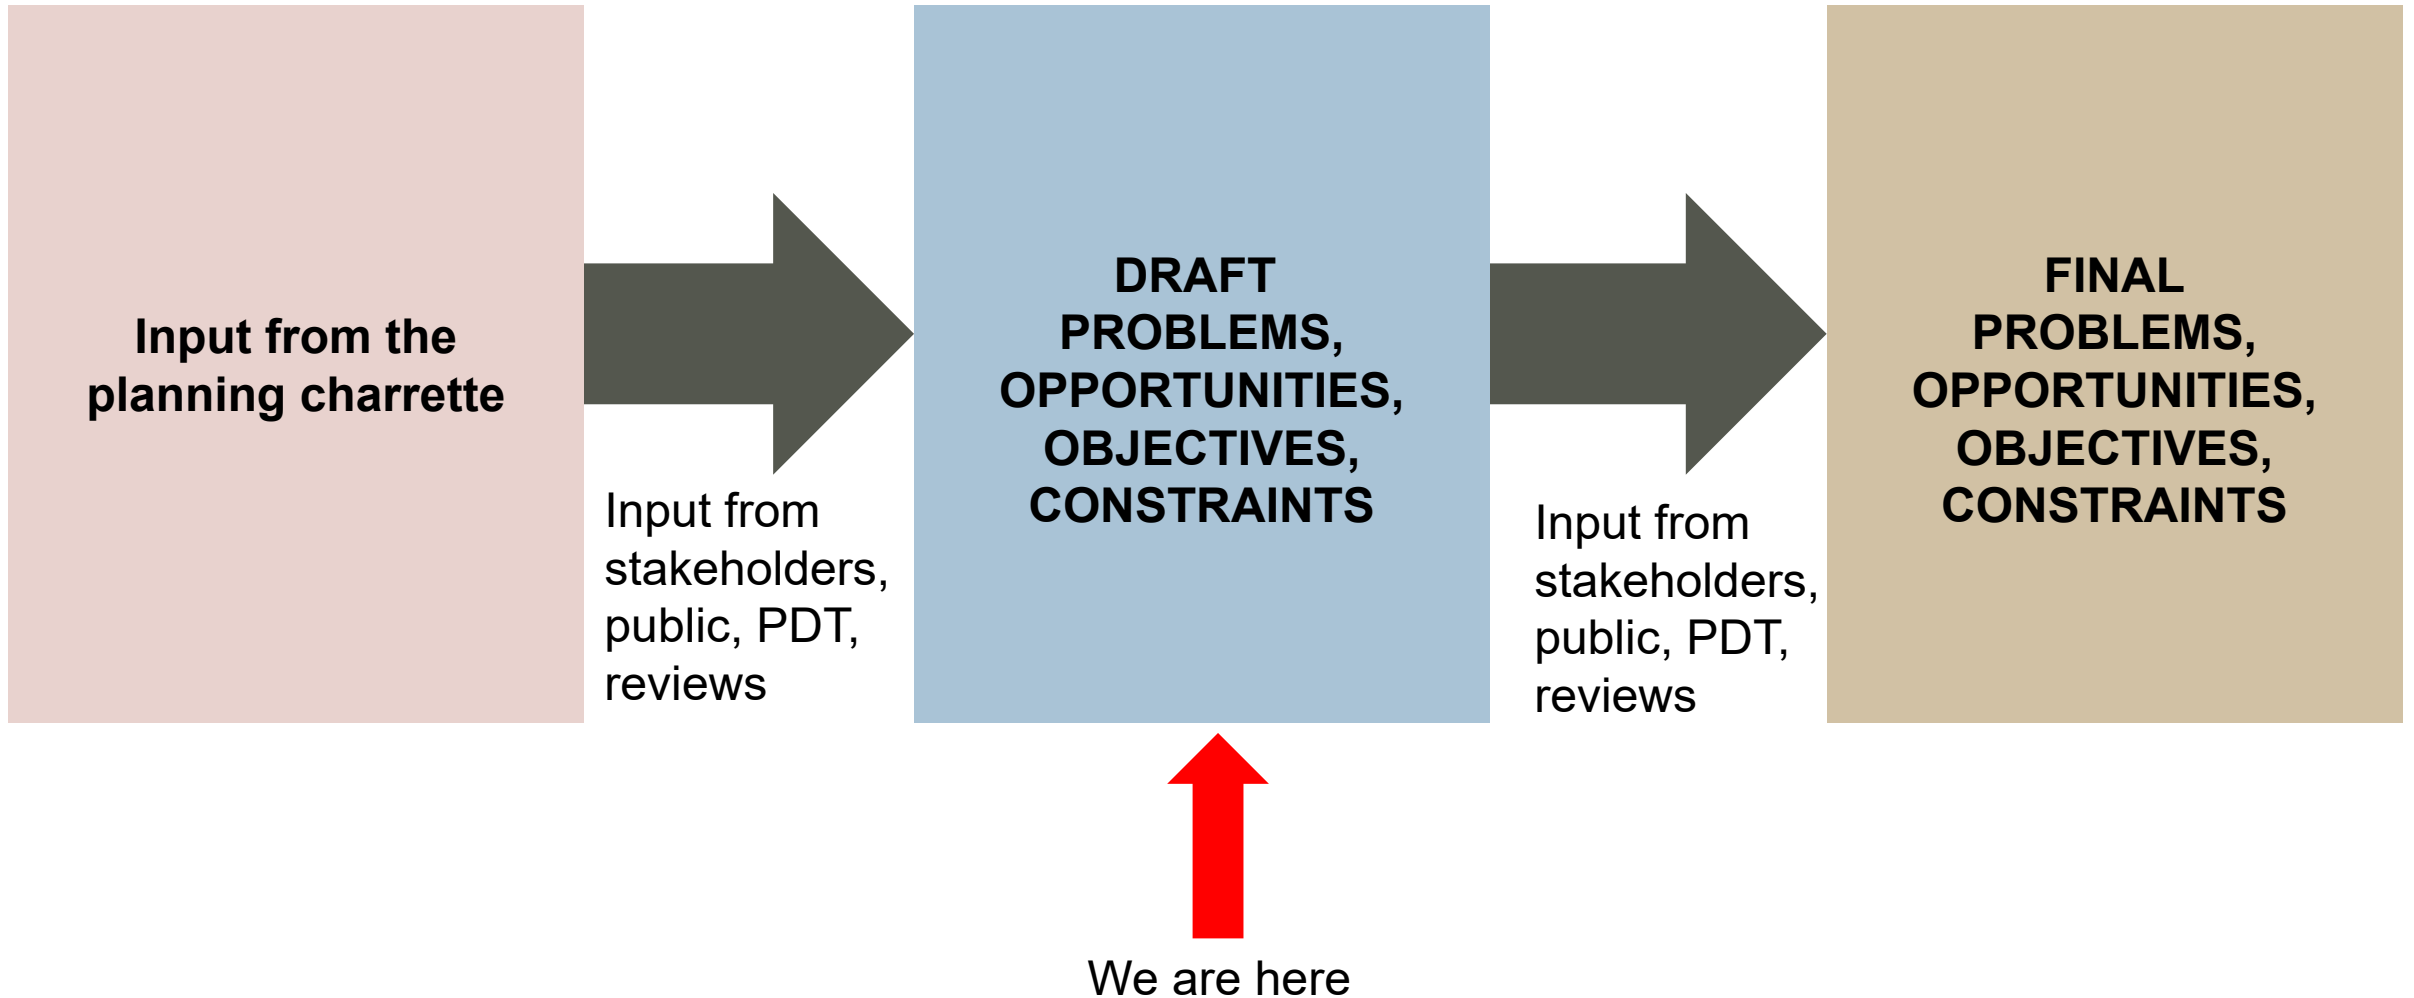 Input from the
planning charrette
Input from
stakeholders,
public, PDT,
reviews
DRAFT
PROBLEMS,
OPPORTUNITIES,
OBJECTIVES,
CONSTRAINTS
Input from
stakeholders,
public, PDT,
reviews
FINAL
PROBLEMS,
OPPORTUNITIES,
OBJECTIVES,
CONSTRAINTS
We are here